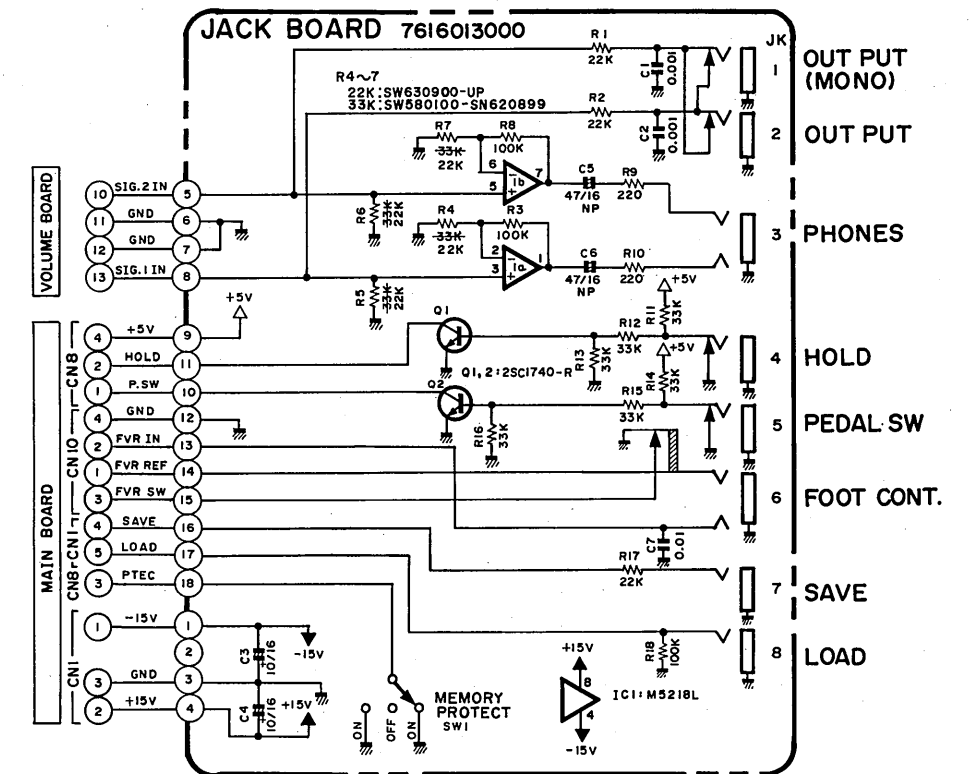 JACK BOARD 7616013000
R4~7
22K:SW630900-UP
33K:SW580100-SN620899
R1
22K
C1
0.001
JK
1
OUT PUT
(MONO)
R2
22K
C2
0.001
2
OUT PUT
R7
33K
22K
R8
100K
6
5
7
1b
C5
47/16
NP
R9
220
R6
33K
22K
R4
33K
22K
R3
100K
2
3
1
1a
C6
47/16
NP
R10
220
3
PHONES
R5
33K
22K
VOLUME BOARD
10 SIG.2 IN 5
11 GND 6
12 GND 7
13 SIG.1 IN 8
+5V
+5V
R11
33K
MAIN BOARD
CN8
4 +5V 9
2 HOLD 11
1 P.SW 10
Q1
R12
33K
R13
33K
4
HOLD
+5V
R14
33K
Q1,2:2SC1740-R
Q2
R15
33K
R16
33K
5
PEDAL SW
CN10
4 GND 12
2 FVR IN 13
1 FVR REF 14
3 FVR SW 15
6
FOOT CONT.
C7
0.01
CN1
4 SAVE 16
5 LOAD 17
CN8
3 PTEC 18
R17
22K
7
SAVE
R18
100K
8
LOAD
CN1
1 -15V 1
2
3 GND 3
2 +15V 4
C3
10/16
-15V
C4
10/16
+15V
ON
OFF
ON
MEMORY
PROTECT
SW1
+15V
8
4
-15V
IC1:M5218L